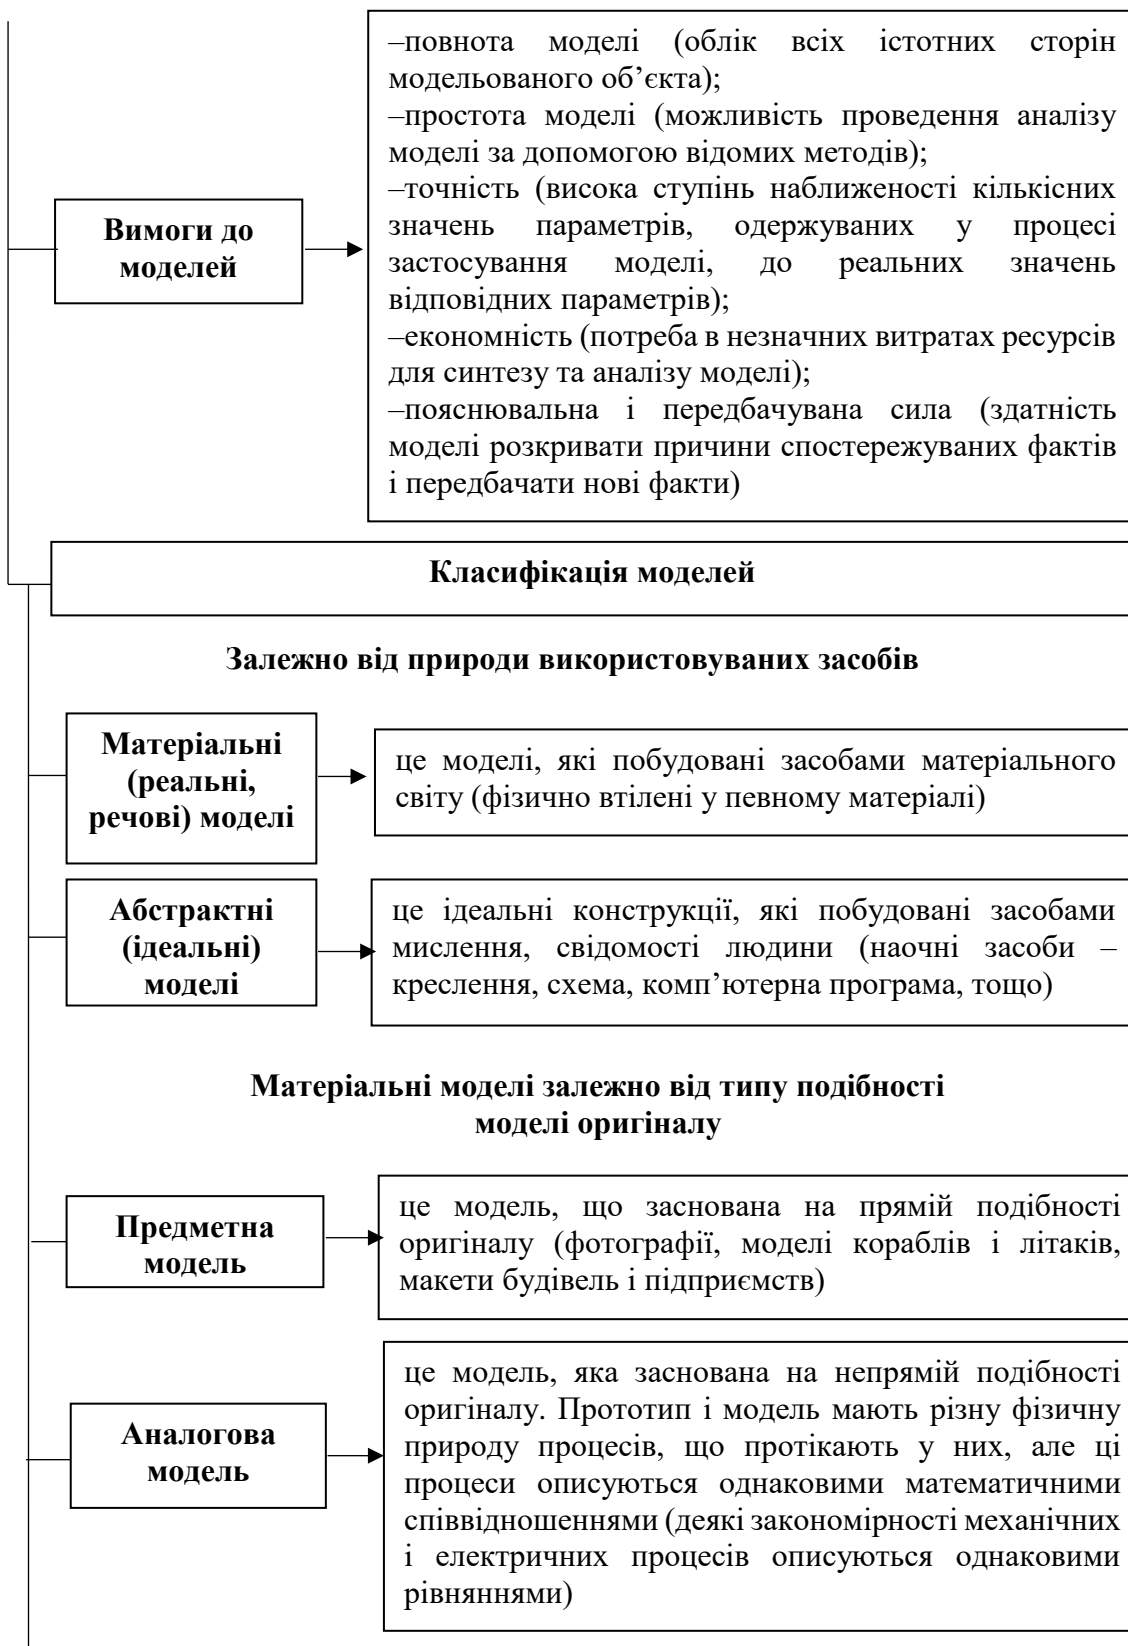 –повнота моделі (облік всіх істотних сторін
модельованого об’єкта);
–простота моделі (можливість проведення аналізу
моделі за допомогою відомих методів);
–точність (висока ступінь наближеності кількісних
значень параметрів, одержуваних у процесі
застосування моделі, до реальних значень
відповідних параметрів);
–економність (потреба в незначних витратах ресурсів
для синтезу та аналізу моделі);
–пояснювальна і передбачувана сила (здатність
моделі розкривати причини спостережуваних фактів
і передбачати нові факти)
Вимоги до
моделей
Класифікація моделей
Залежно від природи використовуваних засобів
Матеріальні
(реальні,
речові) моделі
це моделі, які побудовані засобами матеріального
світу (фізично втілені у певному матеріалі)
Абстрактні
(ідеальні)
моделі
це ідеальні конструкції, які побудовані засобами
мислення, свідомості людини (наочні засоби –
креслення, схема, комп’ютерна програма, тощо)
Матеріальні моделі залежно від типу подібності
моделі оригіналу
Предметна
модель
це модель, що заснована на прямій подібності
оригіналу (фотографії, моделі кораблів і літаків,
макети будівель і підприємств)
Аналогова
модель
це модель, яка заснована на непрямій подібності
оригіналу. Прототип і модель мають різну фізичну
природу процесів, що протікають у них, але ці
процеси описуються однаковими математичними
співвідношеннями (деякі закономірності механічних
і електричних процесів описуються однаковими
рівняннями)